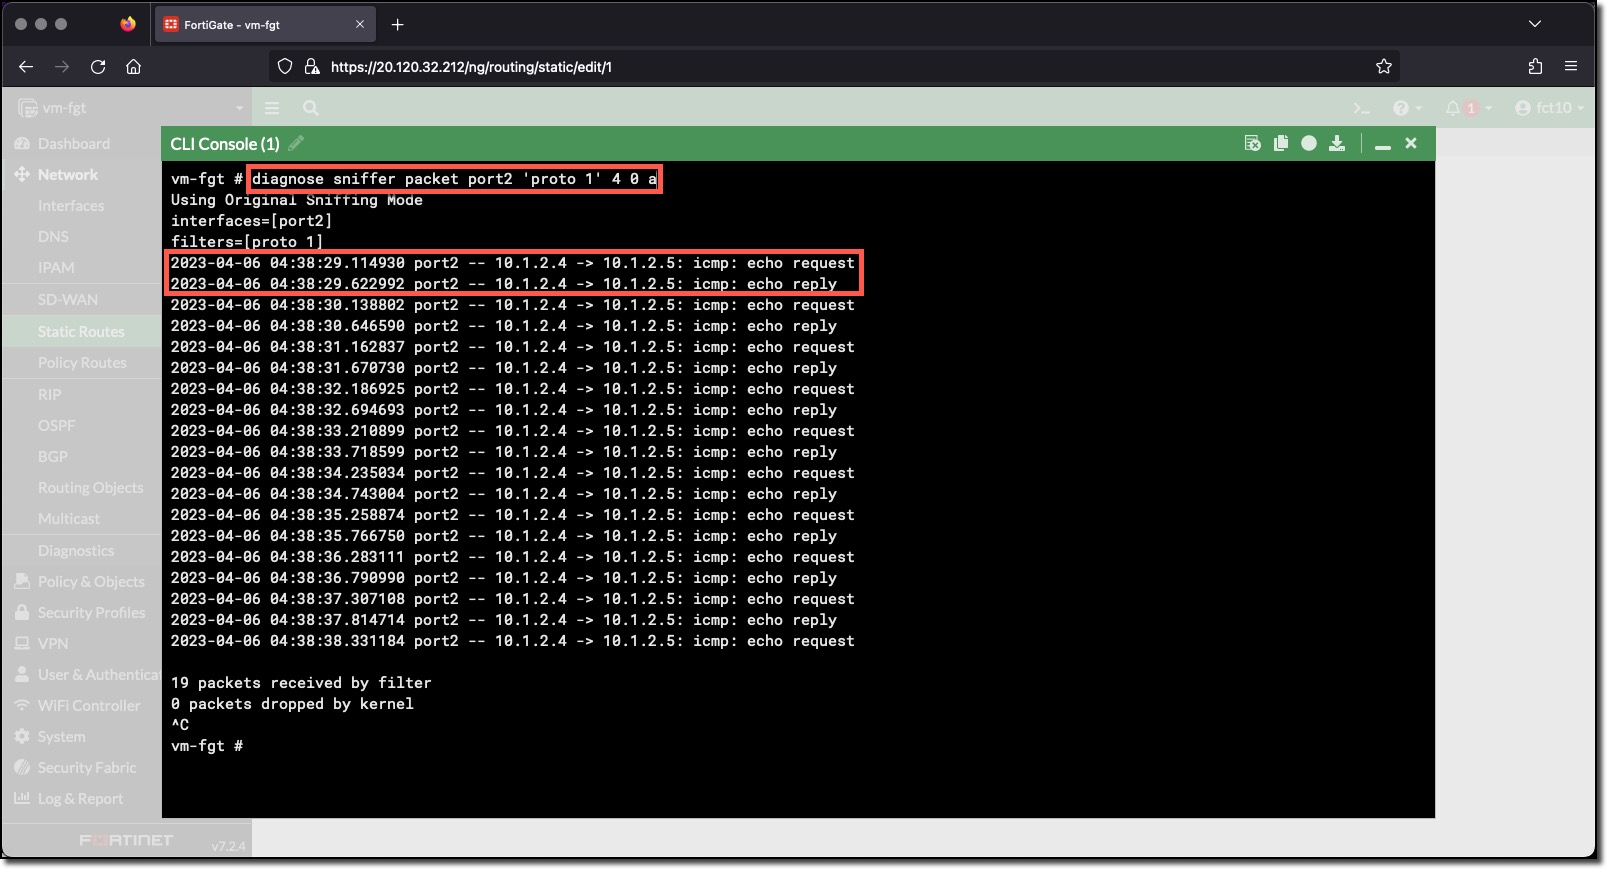 FortiGate - vm-fgt
https://20.120.32.212/ng/routing/static/edit/1
vm-fgt
1
fct10
Dashboard
Network
Interfaces
DNS
IPAM
SD-WAN
Static Routes
Policy Routes
RIP
OSPF
BGP
Routing Objects
Multicast
Diagnostics
Policy & Objects
Security Profiles
VPN
User & Authenticat
WiFi Controller
System
Security Fabric
Log & Report
FORTINET
v7.2.4
CLI Console (1)
vm-fgt # diagnose sniffer packet port2 'proto 1' 4 0 a
Using Original Sniffing Mode
interfaces=[port2]
filters=[proto 1]
2023-04-06 04:38:29.114930 port2 -- 10.1.2.4 -> 10.1.2.5: icmp: echo request
2023-04-06 04:38:29.622992 port2 -- 10.1.2.4 -> 10.1.2.5: icmp: echo reply
2023-04-06 04:38:30.138802 port2 -- 10.1.2.4 -> 10.1.2.5: icmp: echo request
2023-04-06 04:38:30.646590 port2 -- 10.1.2.4 -> 10.1.2.5: icmp: echo reply
2023-04-06 04:38:31.162837 port2 -- 10.1.2.4 -> 10.1.2.5: icmp: echo request
2023-04-06 04:38:31.670730 port2 -- 10.1.2.4 -> 10.1.2.5: icmp: echo reply
2023-04-06 04:38:32.186925 port2 -- 10.1.2.4 -> 10.1.2.5: icmp: echo request
2023-04-06 04:38:32.694693 port2 -- 10.1.2.4 -> 10.1.2.5: icmp: echo reply
2023-04-06 04:38:33.210899 port2 -- 10.1.2.4 -> 10.1.2.5: icmp: echo request
2023-04-06 04:38:33.718599 port2 -- 10.1.2.4 -> 10.1.2.5: icmp: echo reply
2023-04-06 04:38:34.235034 port2 -- 10.1.2.4 -> 10.1.2.5: icmp: echo request
2023-04-06 04:38:34.743004 port2 -- 10.1.2.4 -> 10.1.2.5: icmp: echo reply
2023-04-06 04:38:35.258874 port2 -- 10.1.2.4 -> 10.1.2.5: icmp: echo request
2023-04-06 04:38:35.766750 port2 -- 10.1.2.4 -> 10.1.2.5: icmp: echo reply
2023-04-06 04:38:36.283111 port2 -- 10.1.2.4 -> 10.1.2.5: icmp: echo request
2023-04-06 04:38:36.790990 port2 -- 10.1.2.4 -> 10.1.2.5: icmp: echo reply
2023-04-06 04:38:37.307108 port2 -- 10.1.2.4 -> 10.1.2.5: icmp: echo request
2023-04-06 04:38:37.814714 port2 -- 10.1.2.4 -> 10.1.2.5: icmp: echo reply
2023-04-06 04:38:38.331184 port2 -- 10.1.2.4 -> 10.1.2.5: icmp: echo request
19 packets received by filter
0 packets dropped by kernel
^C
vm-fgt #